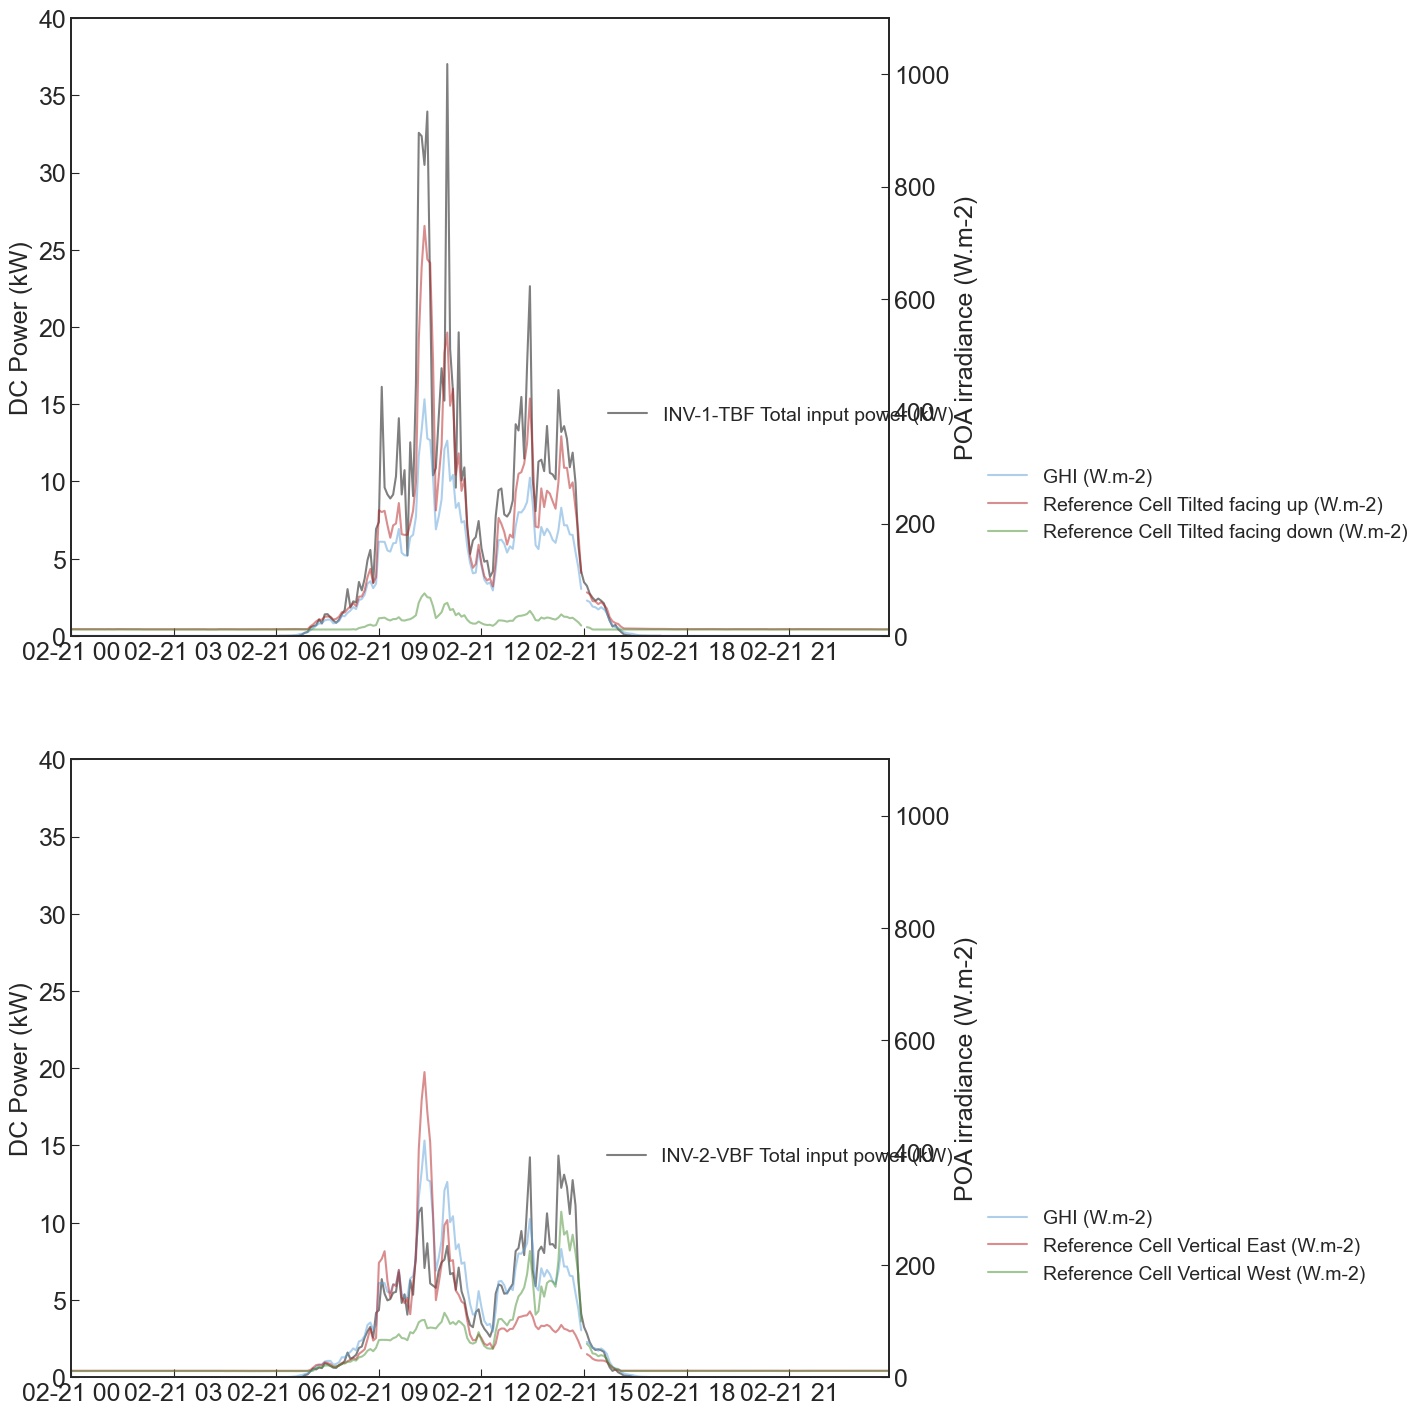 40
35
30
25
20
15
10
5
0
DC Power (kW)
1000
800
600
400
200
0
POA irradiance (W.m-2)
INV-1-TBF Total input power (kW)
GHI (W.m-2)
Reference Cell Tilted facing up (W.m-2)
Reference Cell Tilted facing down (W.m-2)
02-21 00 02-21 03 02-21 06 02-21 09 02-21 12 02-21 15 02-21 18 02-21 21
40
35
30
25
20
15
10
5
0
DC Power (kW)
1000
800
600
400
200
0
POA irradiance (W.m-2)
INV-2-VBF Total input power (kW)
GHI (W.m-2)
Reference Cell Vertical East (W.m-2)
Reference Cell Vertical West (W.m-2)
02-21 00 02-21 03 02-21 06 02-21 09 02-21 12 02-21 15 02-21 18 02-21 21